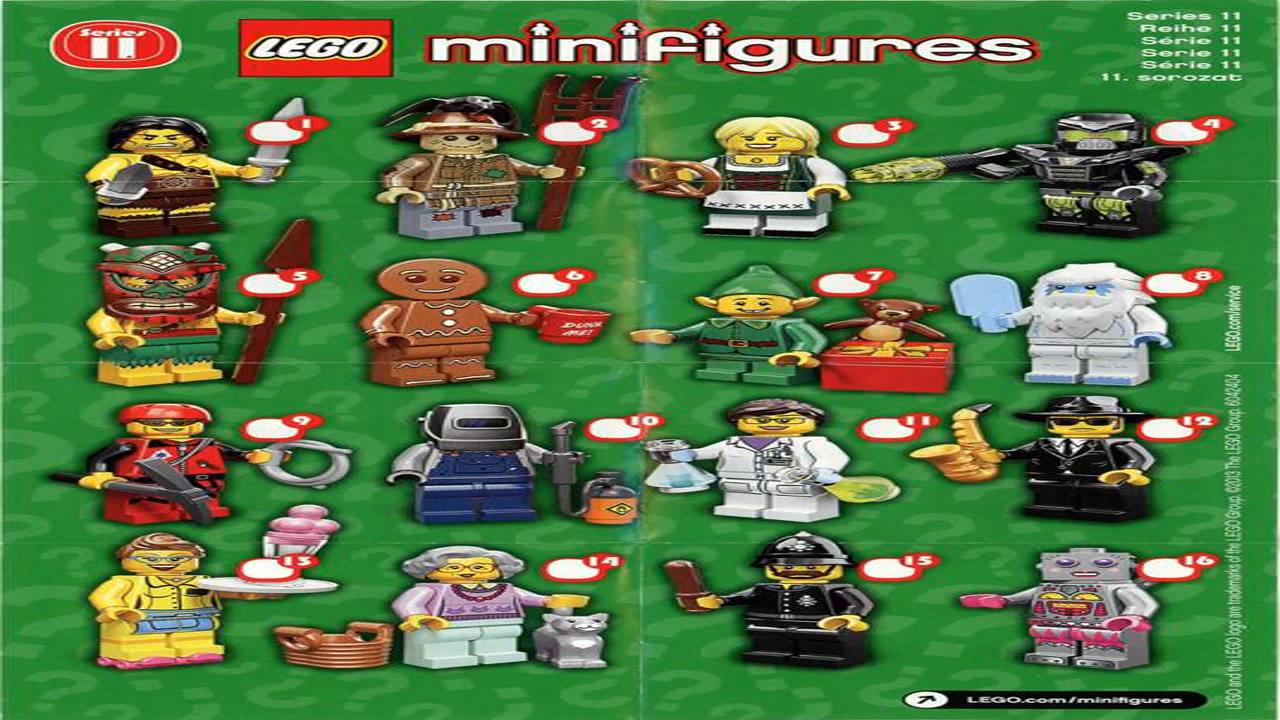 Series
11.
LEGO
minifigures
Series 11
Reihe 11
Série 11
Serie 11
Série 11
11. sorozat
1
2
3
4
5
6
DUNK
ME!
7
8
9
10
11
12
13
14
15
16
LEGO.com/service
LEGO and the LEGO logo are trademarks of the LEGO Group. ©2013 The LEGO Group. 6042404
LEGO.com/minifigures